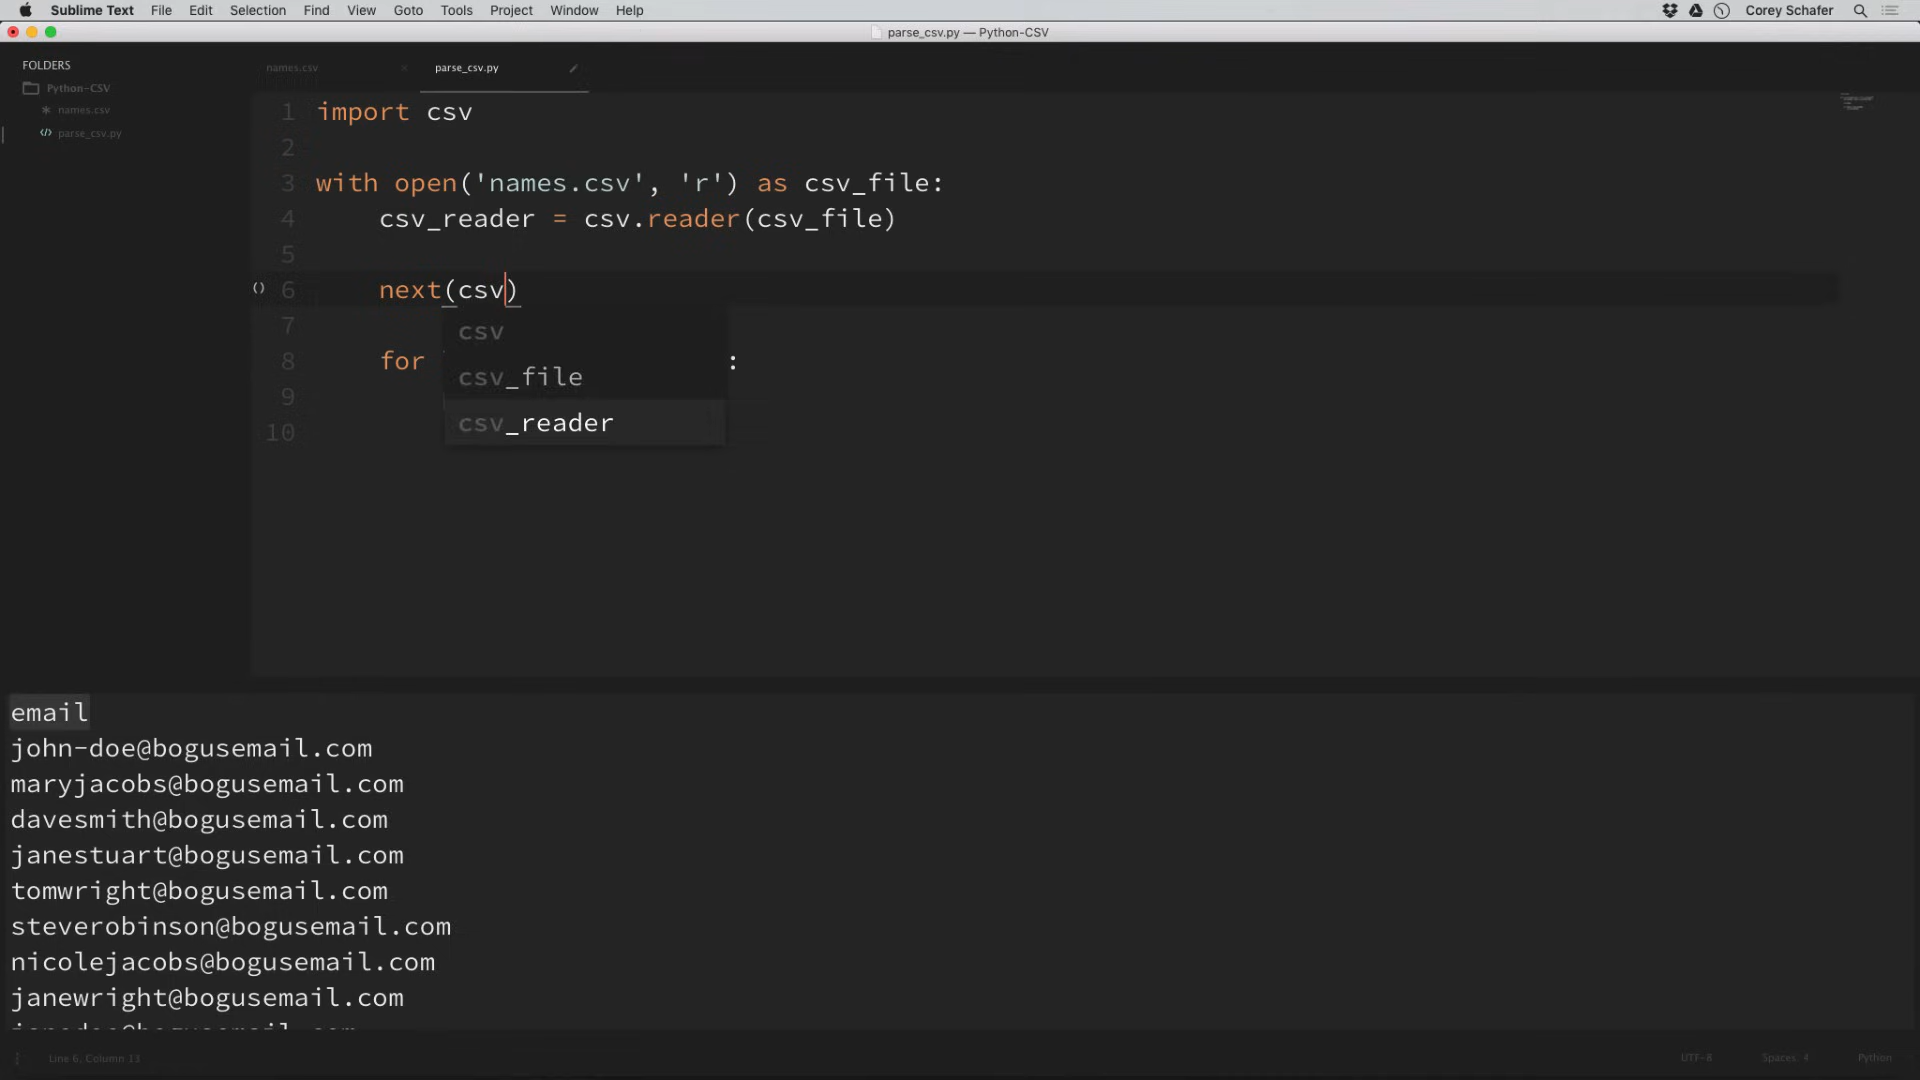 Sublime Text File Edit Selection Find View Goto Tools Project Window Help Corey Schafer
parse_csv.py — Python-CSV
FOLDERS
Python-CSV
names.csv
parse_csv.py
names.csv parse_csv.py
1 import csv
2
3 with open('names.csv', 'r') as csv_file:
4 csv_reader = csv.reader(csv_file)
5
6 next(csv)
7 csv
8 for :
csv_file
9
csv_reader
10
email
john-doe@bogusemail.com
maryjacobs@bogusemail.com
davesmith@bogusemail.com
janestuart@bogusemail.com
tomwright@bogusemail.com
steverobinson@bogusemail.com
nicolejacobs@bogusemail.com
janewright@bogusemail.com
Line 6, Column 13 UTF-8 Spaces 4 Python